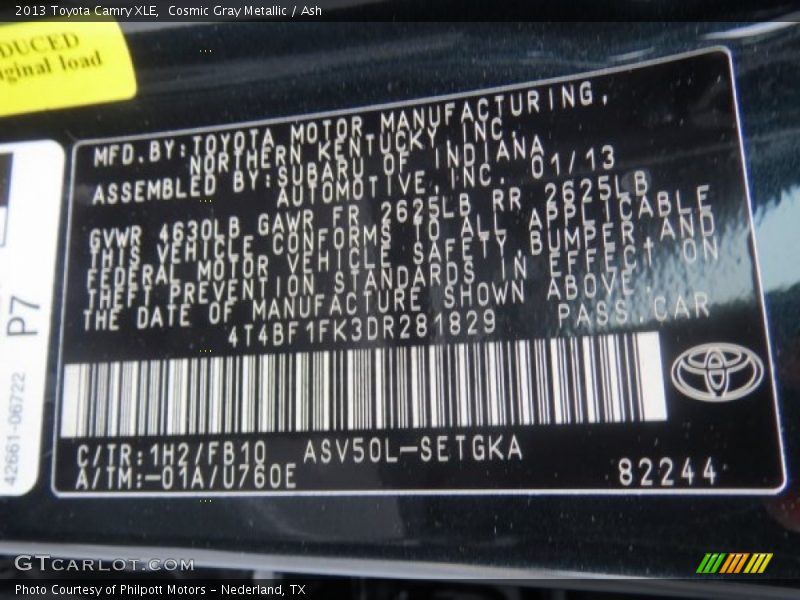 2013 Toyota Camry XLE,  Cosmic Gray Metallic / Ash
DUCED
ginal load
MFD.BY:TOYOTA MOTOR MANUFACTURING,
NORTHERN KENTUCKY INC.
ASSEMBLED BY:SUBARU OF INDIANA
AUTOMOTIVE,INC. 01/13
GVWR 4630LB GAWR FR 2625LB RR 2625LB
THIS VEHICLE CONFORMS TO ALL APPLICABLE
FEDERAL MOTOR VEHICLE SAFETY,BUMPER AND
THEFT PREVENTION STANDARDS IN EFFECT ON
THE DATE OF MANUFACTURE SHOWN ABOVE.
4T4BF1FK3DR281829 PASS.CAR
C/TR:1H2/FB10 ASV50L-SETGKA
A/TM:-01A/U760E 82244
P7
42661-06722
GTCARLOT.COM
Photo Courtesy of Philpott Motors - Nederland, TX